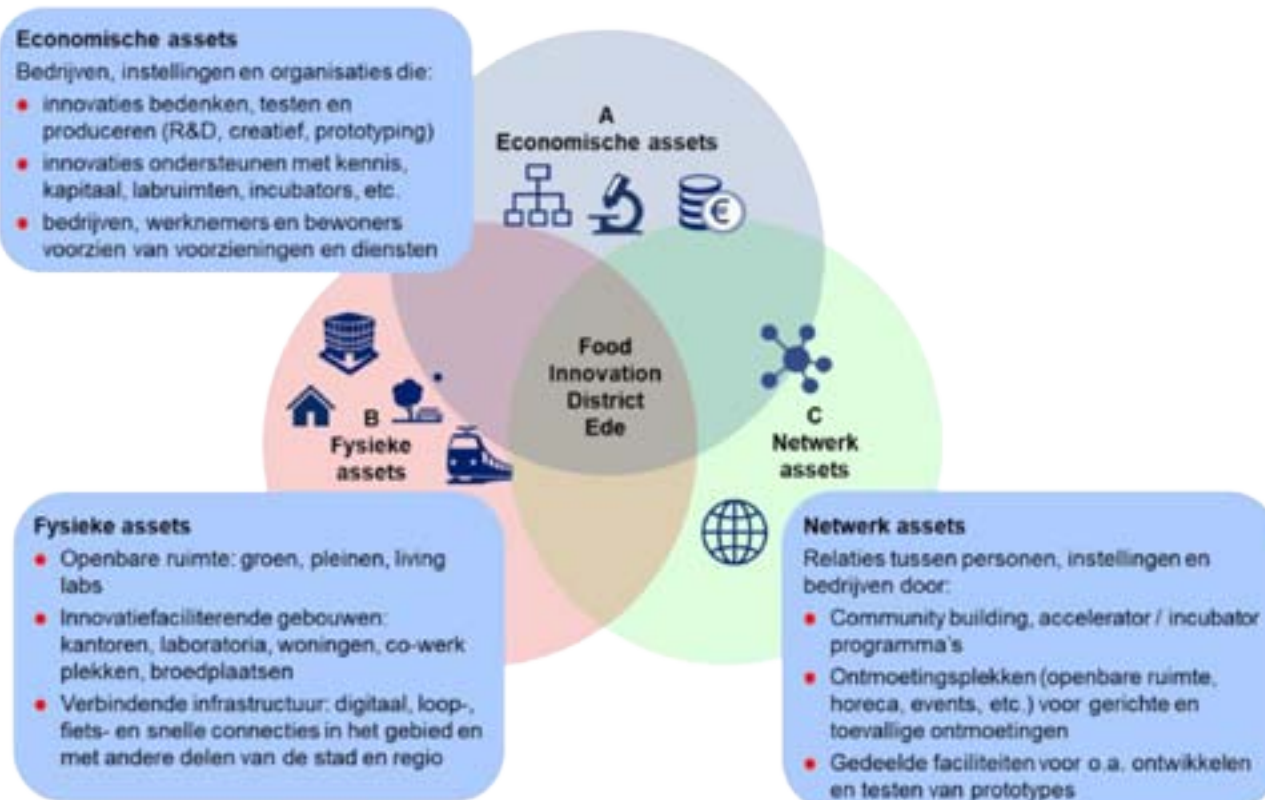 Economische assets
Bedrijven, instellingen en organisaties die:
innovaties bedenken, testen en
produceren (R&D, creatief, prototyping)
innovaties ondersteunen met kennis,
kapitaal, labruimten, incubators, etc.
bedrijven, werknemers en bewoners
voorzien van voorzieningen en diensten
A
Economische assets
€
Food
Innovation
District
Ede
B
Fysieke
assets
C
Netwerk
assets
Fysieke assets
Openbare ruimte: groen, pleinen, living
labs
Innovatiefaciliterende gebouwen:
kantoren, laboratoria, woningen, co-werk
plekken, broedplaatsen
Verbindende infrastructuur: digitaal, loop-,
fiets- en snelle connecties in het gebied en
met andere delen van de stad en regio
Netwerk assets
Relaties tussen personen, instellingen en
bedrijven door:
Community building, accelerator / incubator
programma's
Ontmoetingsplekken (openbare ruimte,
horeca, events, etc.) voor gerichte en
toevallige ontmoetingen
Gedeelde faciliteiten voor o.a. ontwikkelen
en testen van prototypes